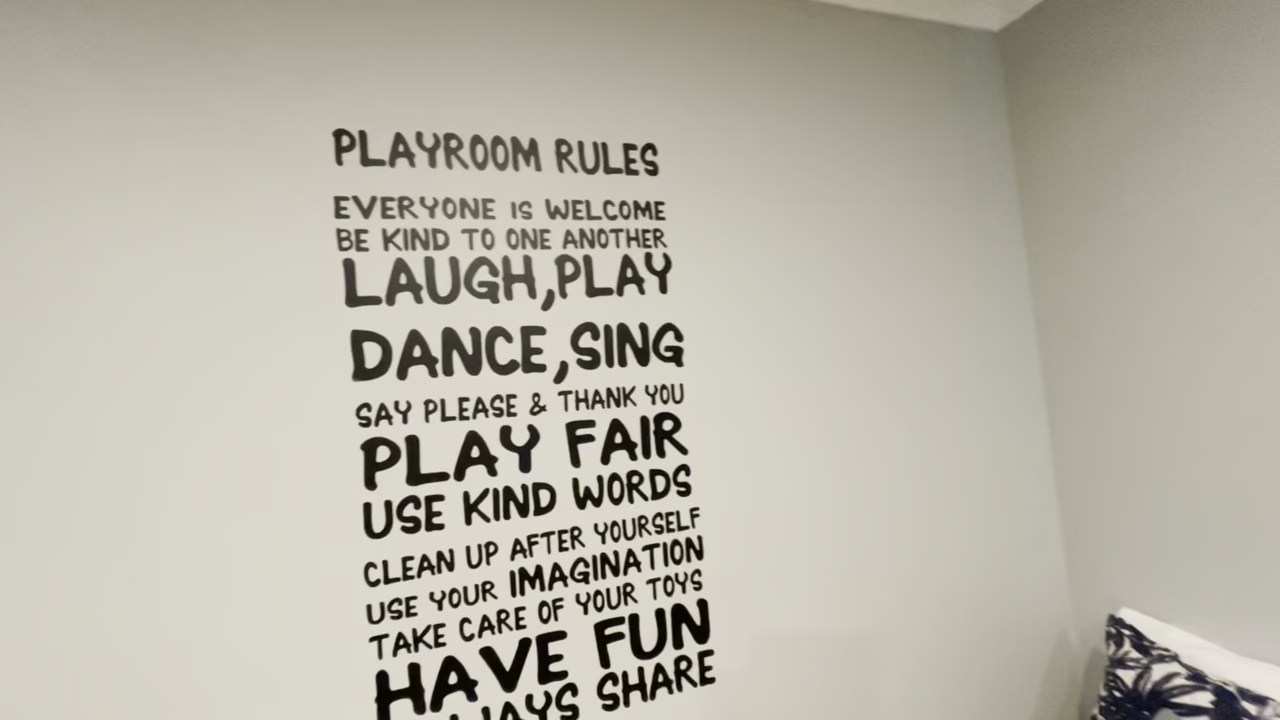 PLAYROOM RULES
EVERYONE IS WELCOME
BE KIND TO ONE ANOTHER
LAUGH,PLAY
DANCE,SING
SAY PLEASE & THANK YOU
PLAY FAIR
USE KIND WORDS
CLEAN UP AFTER YOURSELF
USE YOUR IMAGINATION
TAKE CARE OF YOUR TOYS
HAVE FUN
SHARE